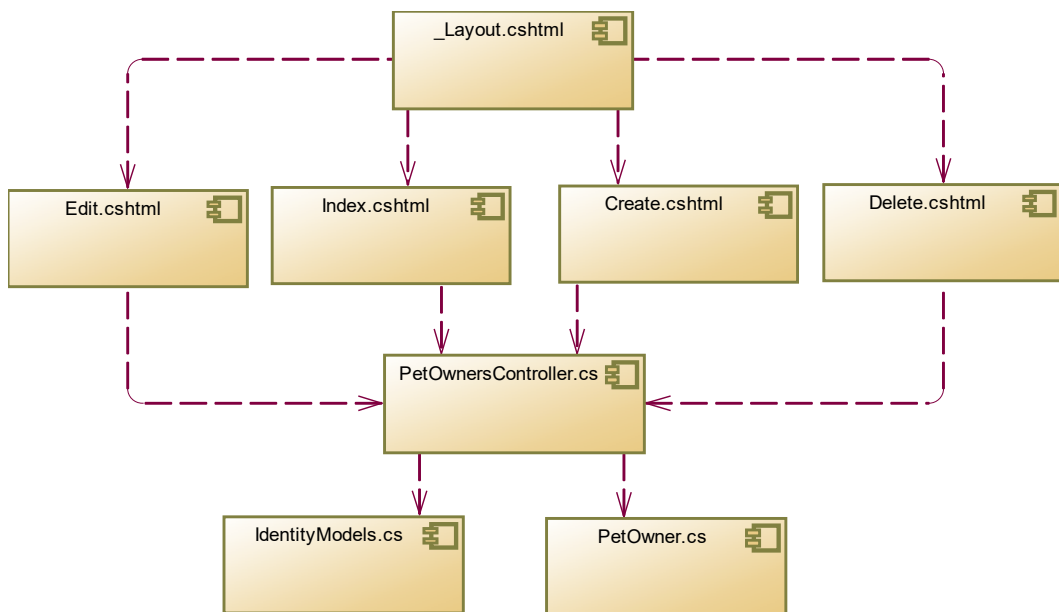 _Layout.cshtml
Edit.cshtml
Index.cshtml
Create.cshtml
Delete.cshtml
PetOwnersController.cs
IdentityModels.cs
PetOwner.cs